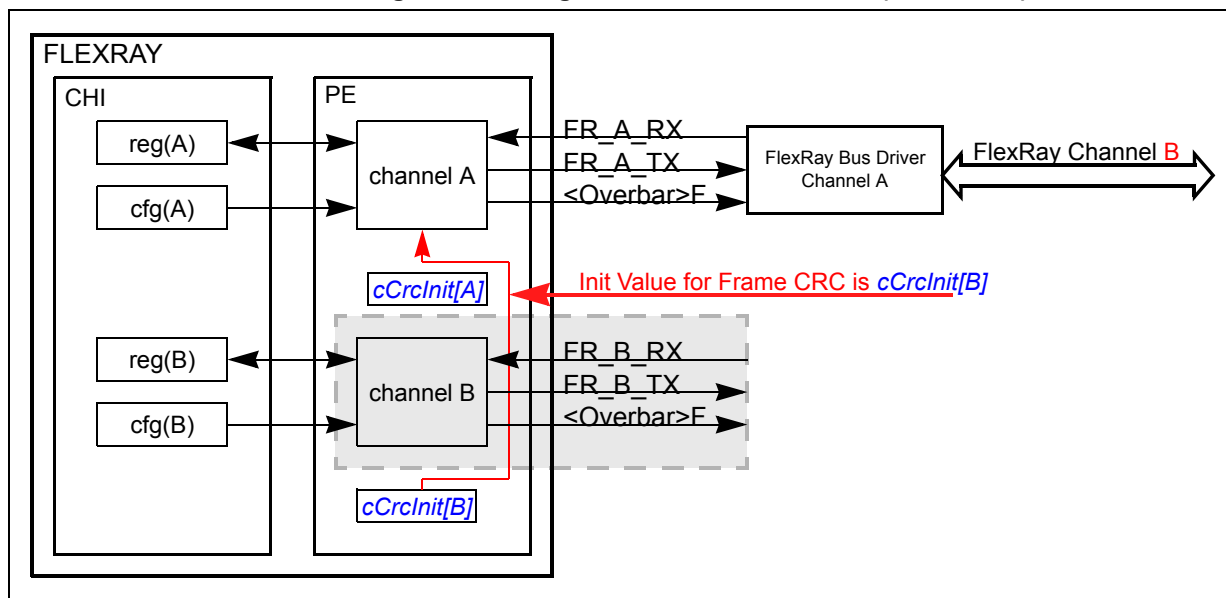 FLEXRAY
CHI
PE
reg(A)
cfg(A)
channel A
FR_A_RX
FR_A_TX
<Overbar>F
FlexRay Bus Driver
Channel A
FlexRay Channel B
cCrcInit[A]
Init Value for Frame CRC is cCrcInit[B]
reg(B)
cfg(B)
channel B
FR_B_RX
FR_B_TX
<Overbar>F
cCrcInit[B]